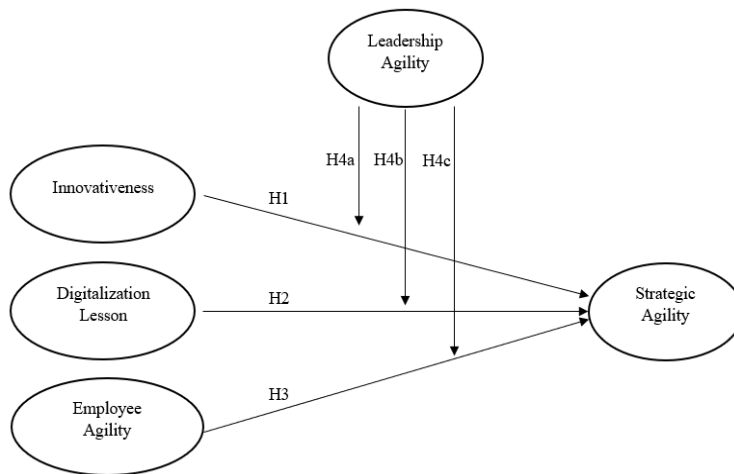 Leadership
Agility
H4a
H4b
H4c
Innovativeness
H1
Digitalization
Lesson
H2
Strategic
Agility
Employee
Agility
H3